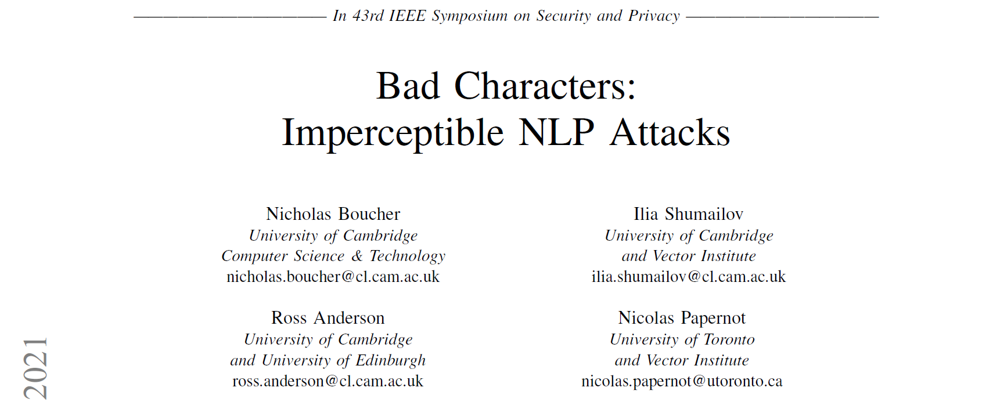 In 43rd IEEE Symposium on Security and Privacy
Bad Characters:
Imperceptible NLP Attacks
Nicholas Boucher
University of Cambridge
Computer Science & Technology
nicholas.boucher@cl.cam.ac.uk
Ilia Shumailov
University of Cambridge
and Vector Institute
ilia.shumailov@cl.cam.ac.uk
Ross Anderson
University of Cambridge
and University of Edinburgh
ross.anderson@cl.cam.ac.uk
Nicolas Papernot
University of Toronto
and Vector Institute
nicolas.papernot@utoronto.ca
2021